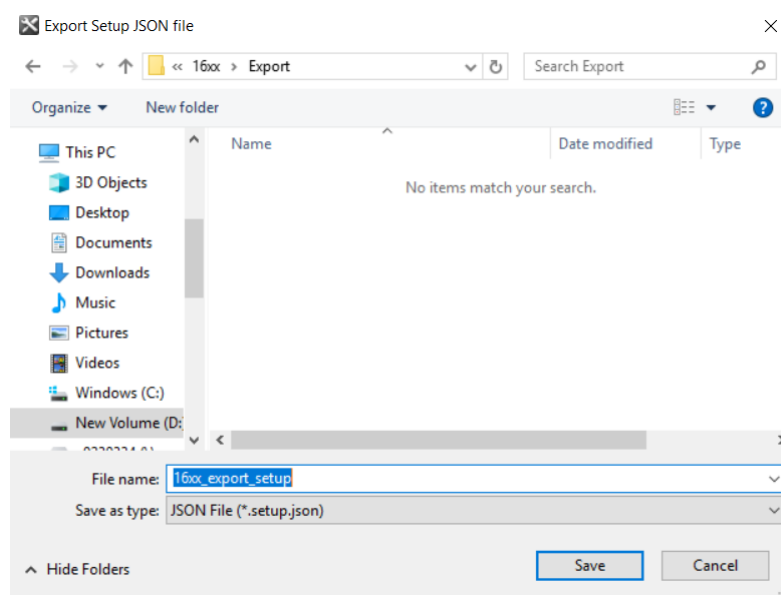 Export Setup JSON file
« 16xx › Export
Search Export
Organize
New folder
?
Name
Date modified
Type
This PC
3D Objects
Desktop
Documents
Downloads
Music
Pictures
Videos
Windows (C:)
New Volume (D:
No items match your search.
File name:
16xx_export_setup
Save as type:
JSON File (*.setup.json)
Hide Folders
Save
Cancel